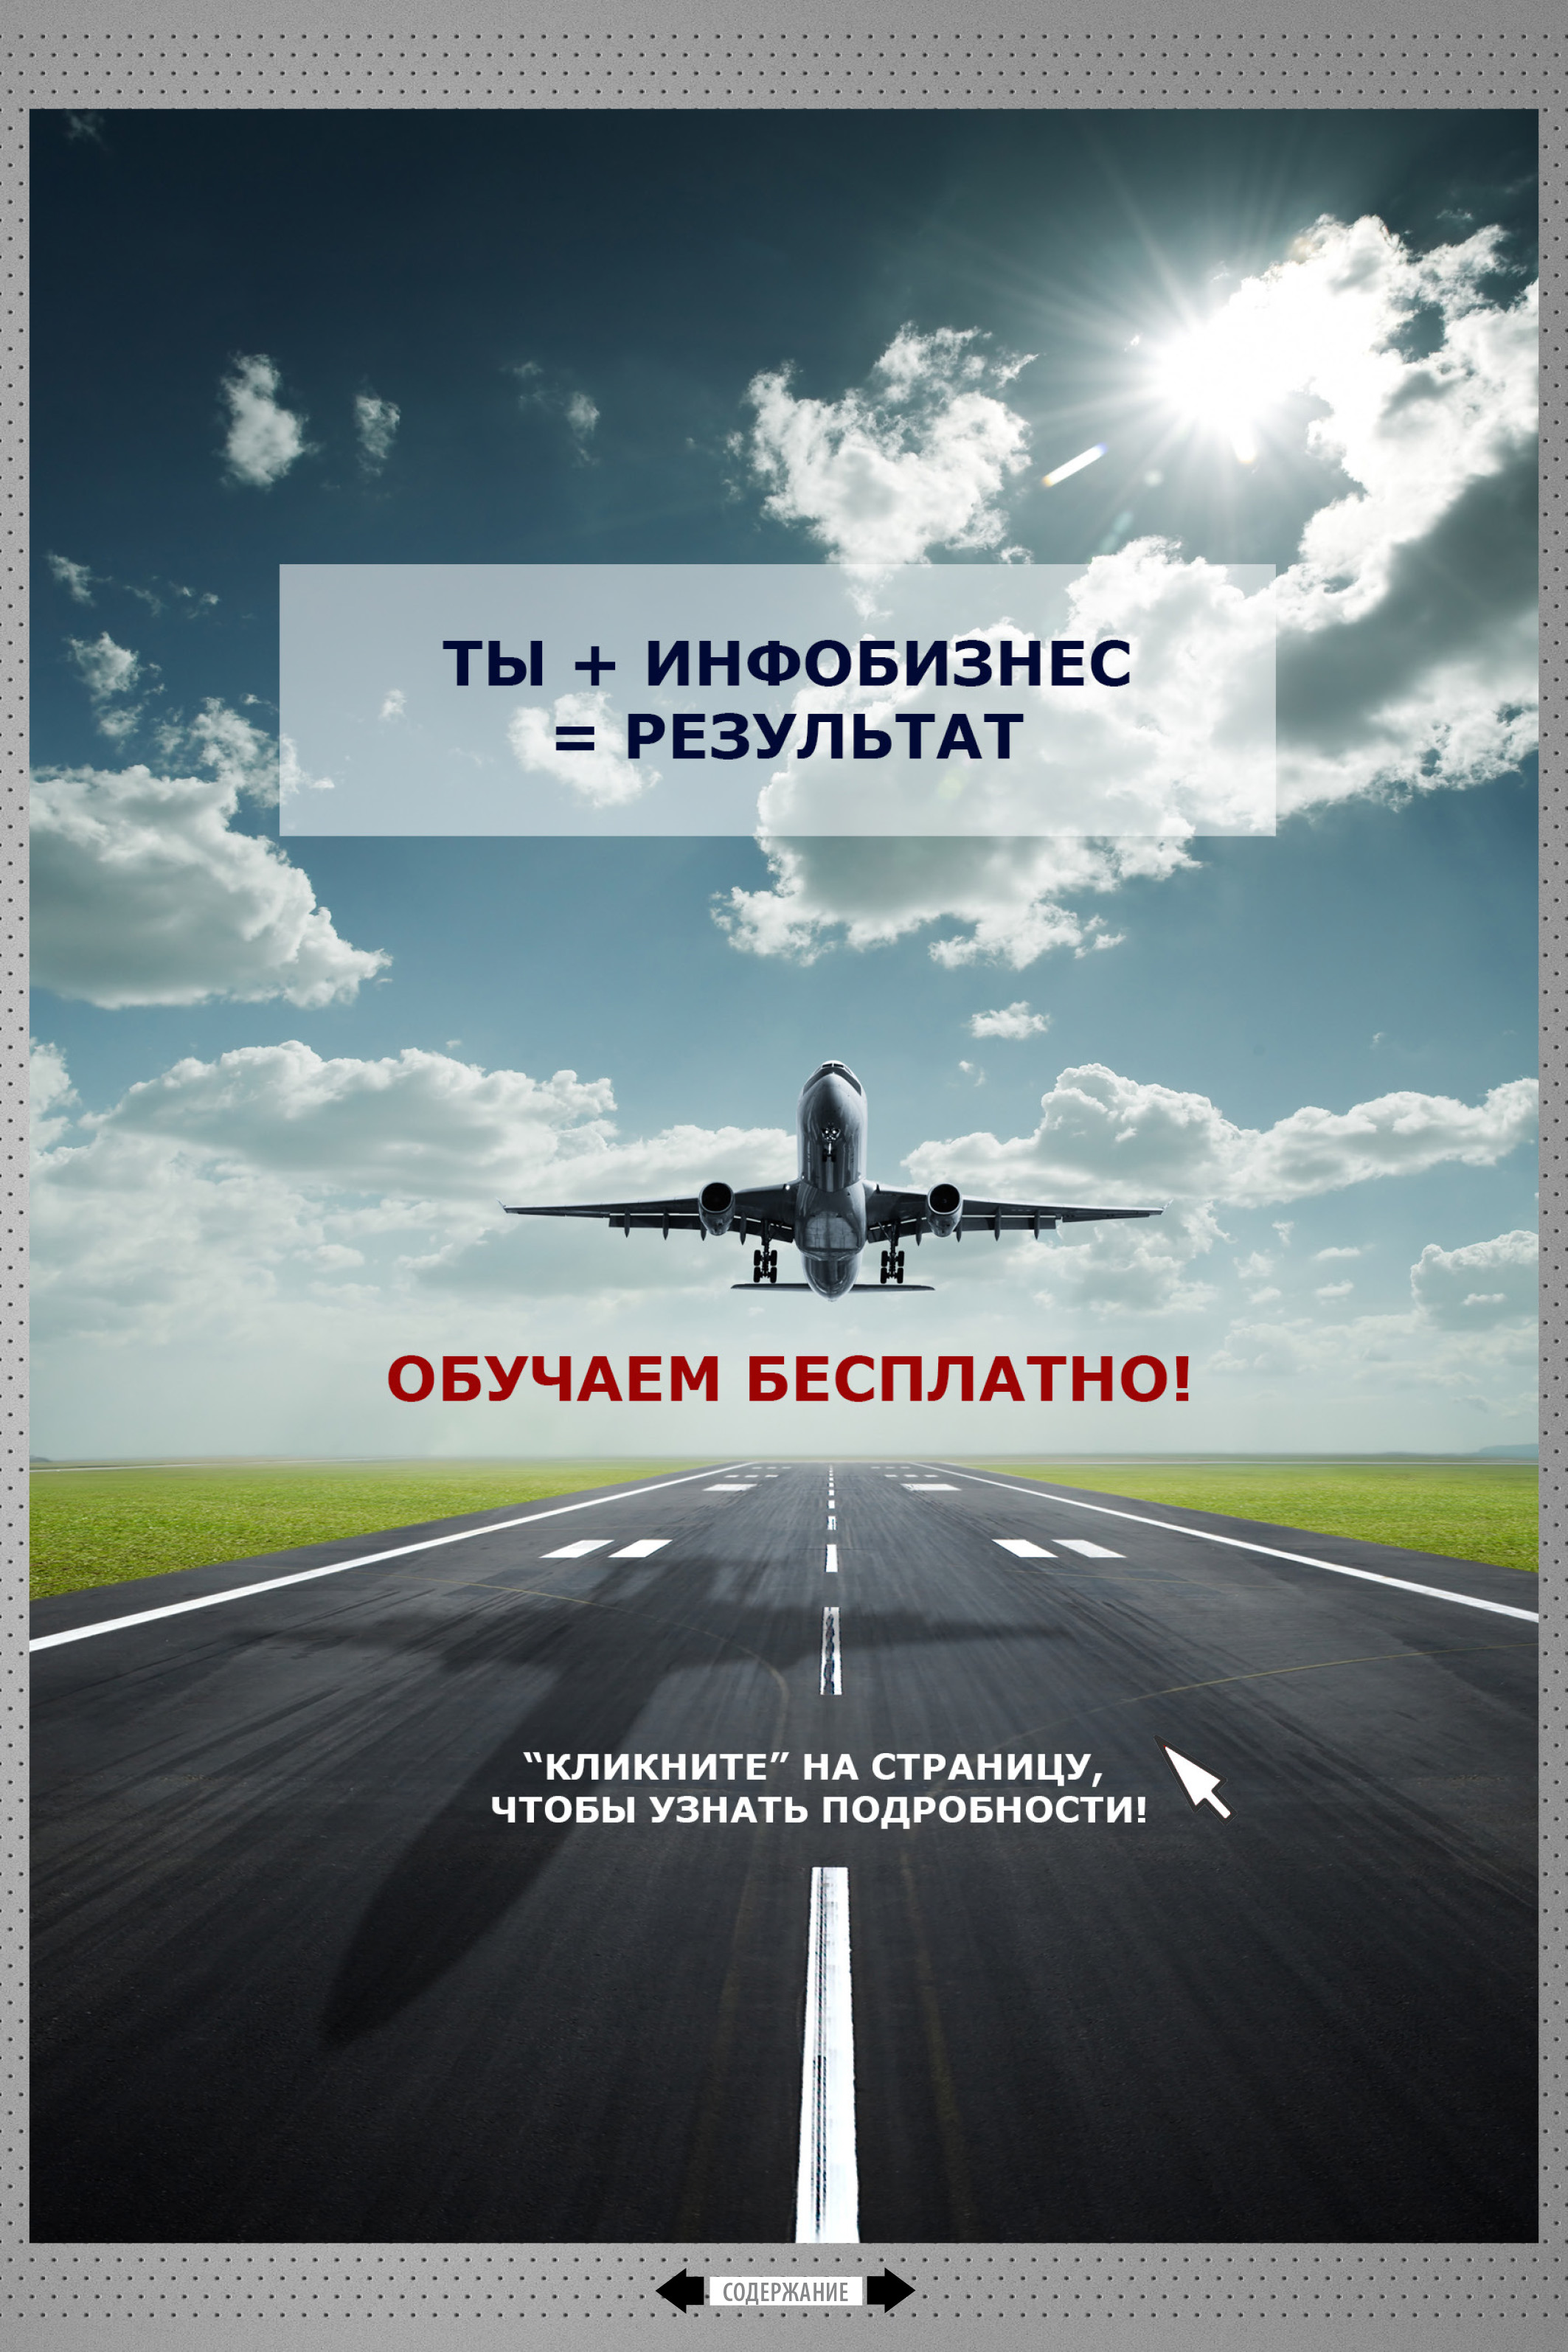 ТЫ + ИНФОБИЗНЕС
= РЕЗУЛЬТАТ
ОБУЧАЕМ БЕСПЛАТНО!
“КЛИКНИТЕ” НА СТРАНИЦУ,
ЧТОБЫ УЗНАТЬ ПОДРОБНОСТИ!
СОДЕРЖАНИЕ